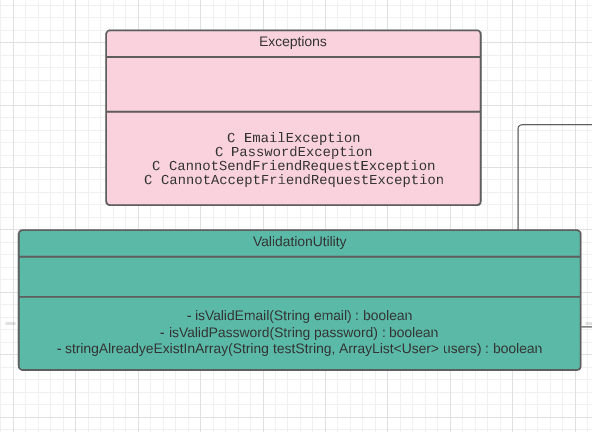 Exceptions
C EmailException
C PasswordException
C CannotSendFriendRequestException
C CannotAcceptFriendRequestException
ValidationUtility
- isValidEmail(String email) : boolean
- isValidPassword(String password) : boolean
- stringAlreadyeExistInArray(String testString, ArrayList<User> users) : boolean